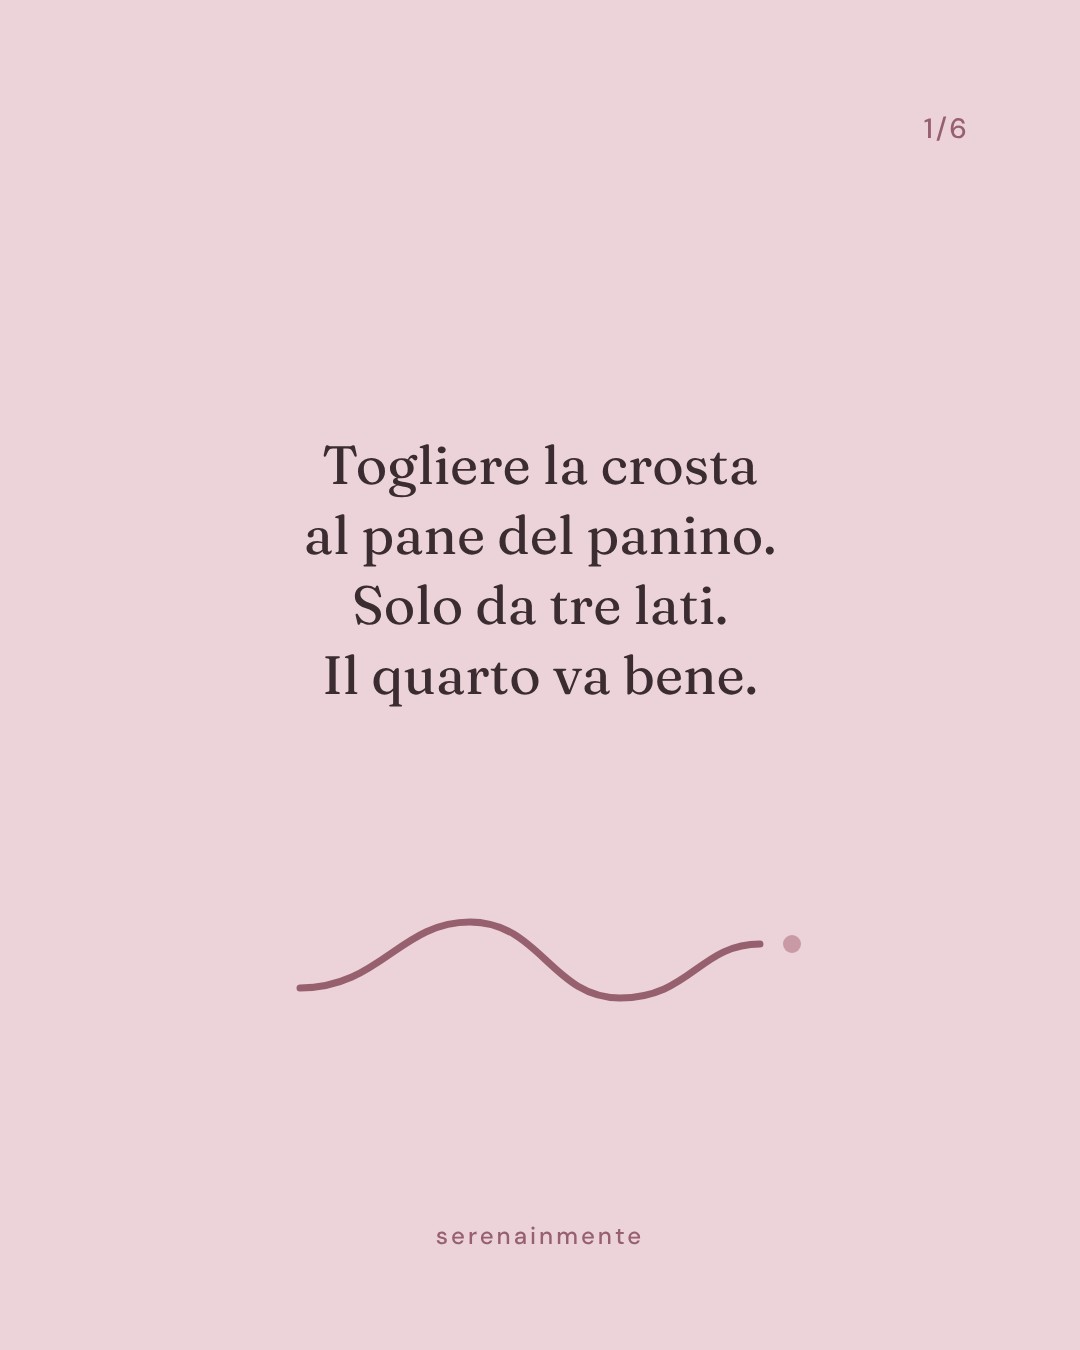 1/6
Togliere la crosta
al pane del panino.
Solo da tre lati.
Il quarto va bene.
serenainmente